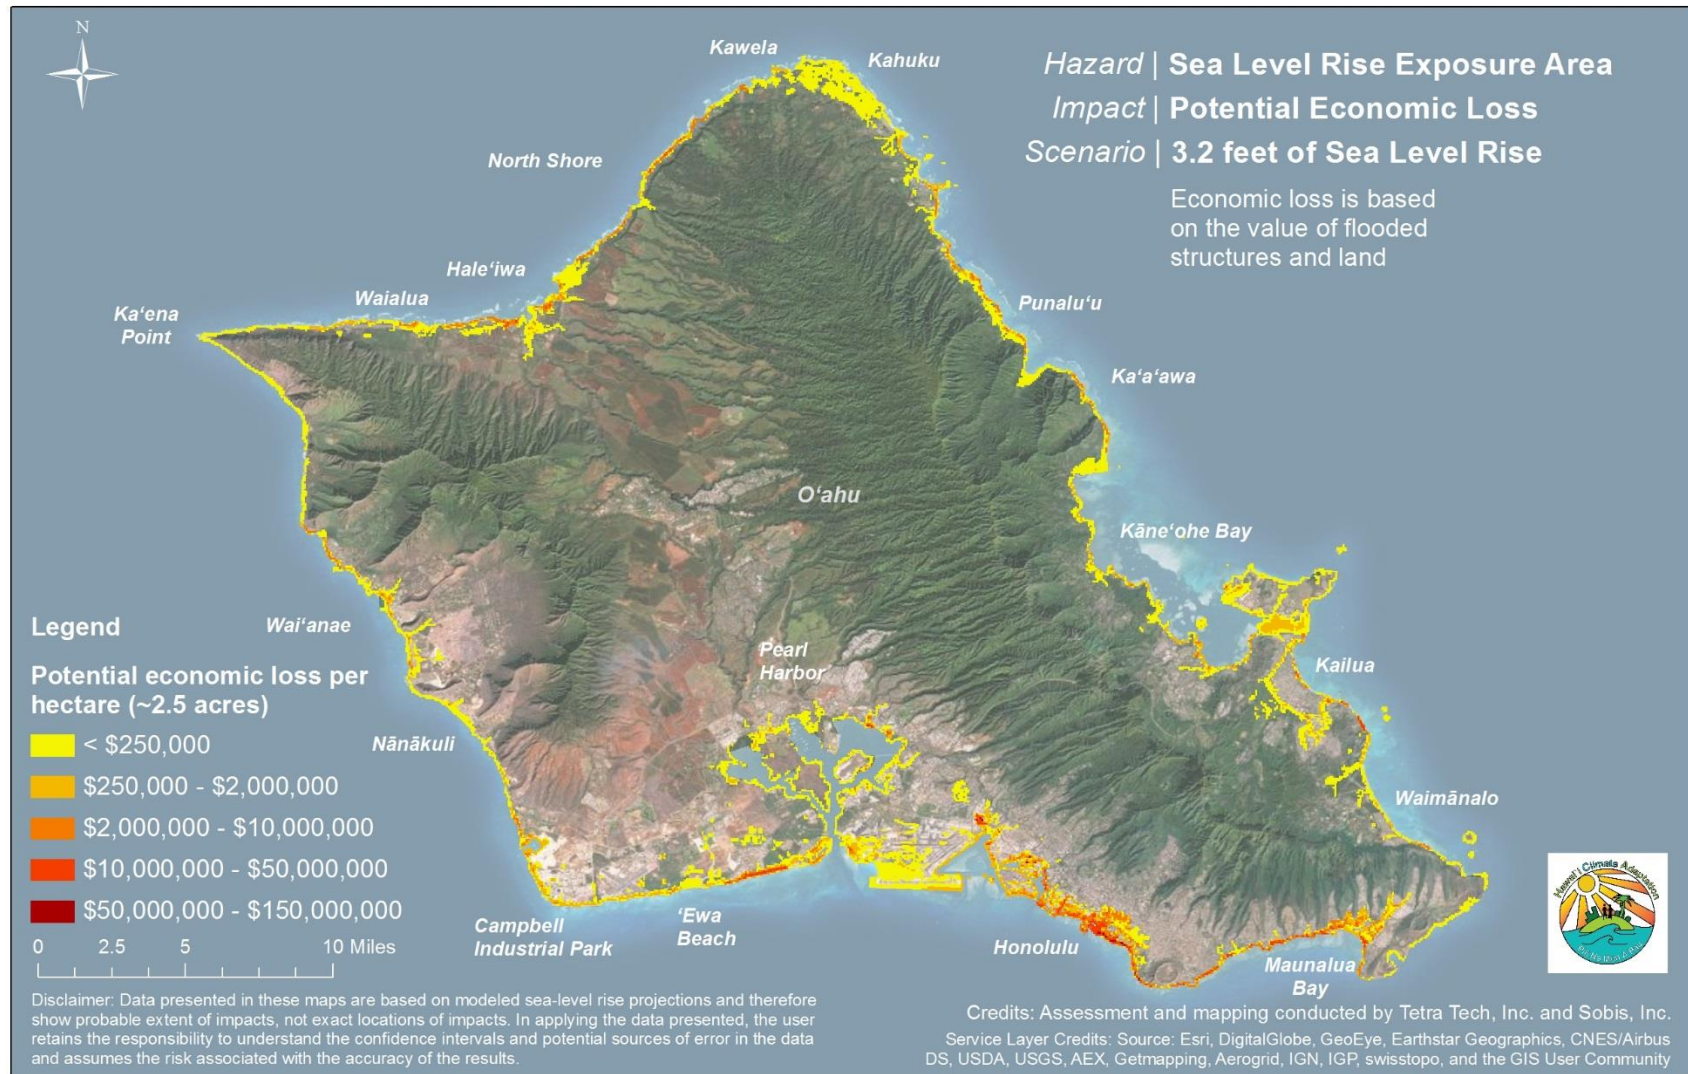 N
Hazard | Sea Level Rise Exposure Area
Impact | Potential Economic Loss
Scenario | 3.2 feet of Sea Level Rise
Economic loss is based
on the value of flooded
structures and land
Kawela
Kahuku
North Shore
Hale‘iwa
Waialua
Ka‘ena
Point
Punalu‘u
Ka‘a‘awa
O‘ahu
Kāne‘ohe Bay
Wai‘anae
Pearl
Harbor
Kailua
Nānākuli
Waimānalo
Campbell
Industrial Park
‘Ewa
Beach
Honolulu
Maunalua
Bay
Legend
Potential economic loss per
hectare (~2.5 acres)
< $250,000
$250,000 - $2,000,000
$2,000,000 - $10,000,000
$10,000,000 - $50,000,000
$50,000,000 - $150,000,000
0 2.5 5 10 Miles
Disclaimer: Data presented in these maps are based on modeled sea-level rise projections and therefore
show probable extent of impacts, not exact locations of impacts. In applying the data presented, the user
retains the responsibility to understand the confidence intervals and potential sources of error in the data
and assumes the risk associated with the accuracy of the results.
Hawai‘i Climate Adaptation
Credits: Assessment and mapping conducted by Tetra Tech, Inc. and Sobis, Inc.
Service Layer Credits: Source: Esri, DigitalGlobe, GeoEye, Earthstar Geographics, CNES/Airbus
DS, USDA, USGS, AEX, Getmapping, Aerogrid, IGN, IGP, swisstopo, and the GIS User Community